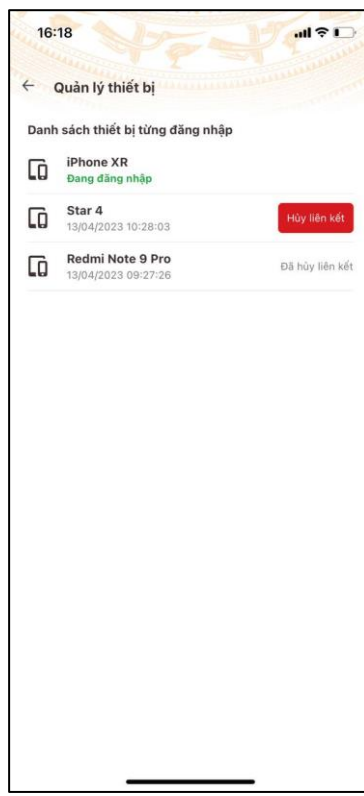 16:18
Quản lý thiết bị
Danh sách thiết bị từng đăng nhập
iPhone XR
Đang đăng nhập
Star 4
13/04/2023 10:28:03
Hủy liên kết
Redmi Note 9 Pro
13/04/2023 09:27:26
Đã hủy liên kết